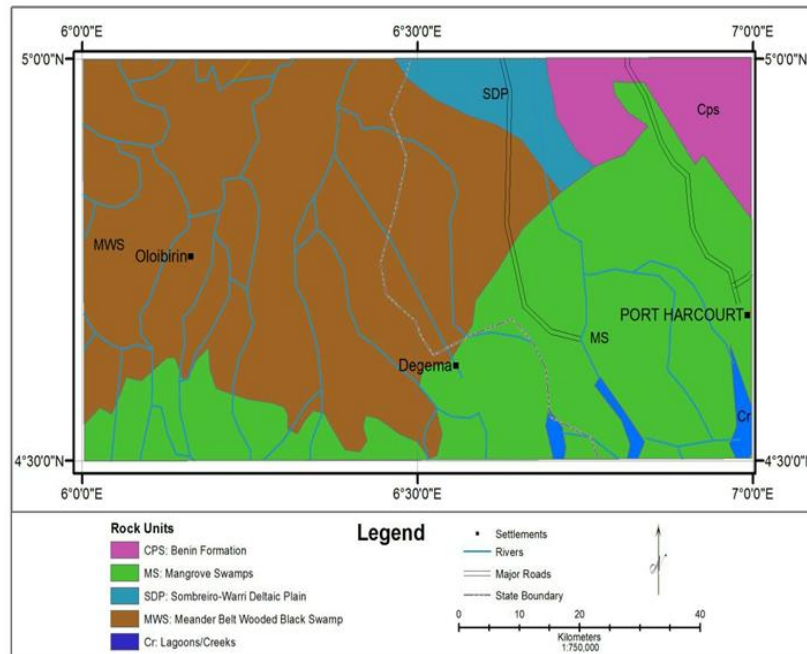 6°0'0"E 6°30'0"E 7°0'0"E
5°0'0"N 5°0'0"N
SDP
Cps
MWS
Oloibirin
PORT HARCOURT
MS
Degema
Cr
4°30'0"N 4°30'0"N
6°0'0"E 6°30'0"E 7°0'0"E
Legend
Rock Units
CPS: Benin Formation
MS: Mangrove Swamps
SDP: Sombreiro-Warri Deltaic Plain
MWS: Meander Belt Wooded Black Swamp
Cr: Lagoons/Creeks
Settlements
Rivers
Major Roads
State Boundary
0 5 10 20 30 40
Kilometers
1:750,000